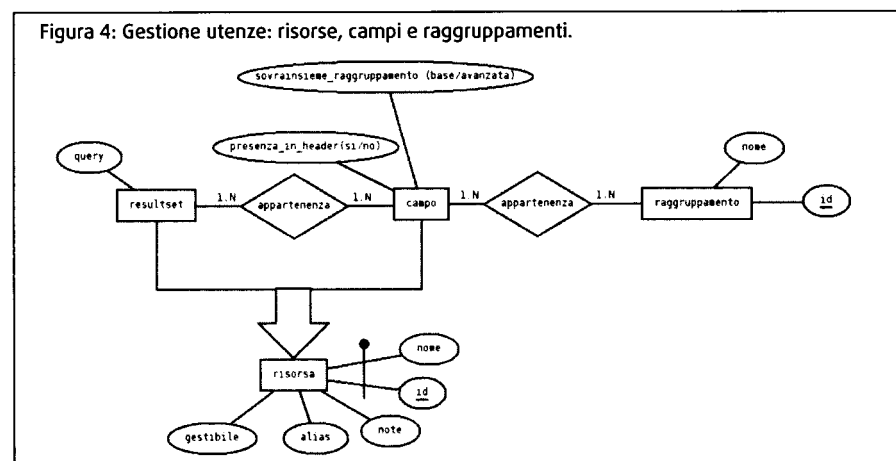 Figura 4: Gestione utenze: risorse, campi e raggruppamenti.
sovrainsieme_raggruppamento (base/avanzata)
presenza_in_header(si/no)
query
nome
resultset
1.N
appartenenza
1.N
campo
1.N
appartenenza
1.N
raggruppamento
id
nome
risorsa
id
gestibile
alias
note